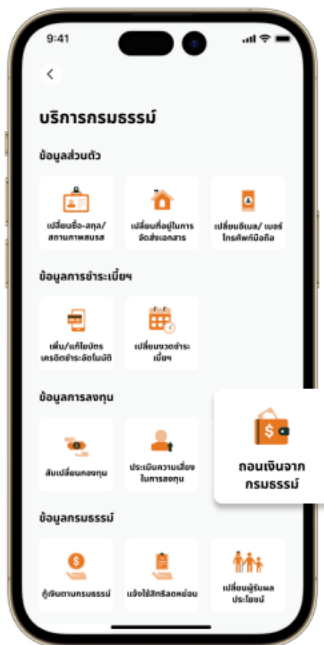 9:41
บริการกรมธรรม์
ข้อมูลส่วนตัว
เปลี่ยนชื่อ-สกุล/
สถานภาพสมรส
เปลี่ยนที่อยู่ในการ
จัดส่งเอกสาร
เปลี่ยนอีเมล/ เบอร์
โทรศัพท์มือถือ
ข้อมูลการชำระเบี้ยฯ
เพิ่ม/แก้ไขบัตร
เครดิตชำระอัตโนมัติ
เปลี่ยนงวดชำระ
เบี้ยฯ
ข้อมูลการลงทุน
สับเปลี่ยนกองทุน
ประเมินความเสี่ยง
ในการลงทุน
ถอนเงินจาก
กรมธรรม์
ข้อมูลกรมธรรม์
กู้เงินตามกรมธรรม์
แจ้งใช้สิทธิลดหย่อน
เปลี่ยนผู้รับผล
ประโยชน์